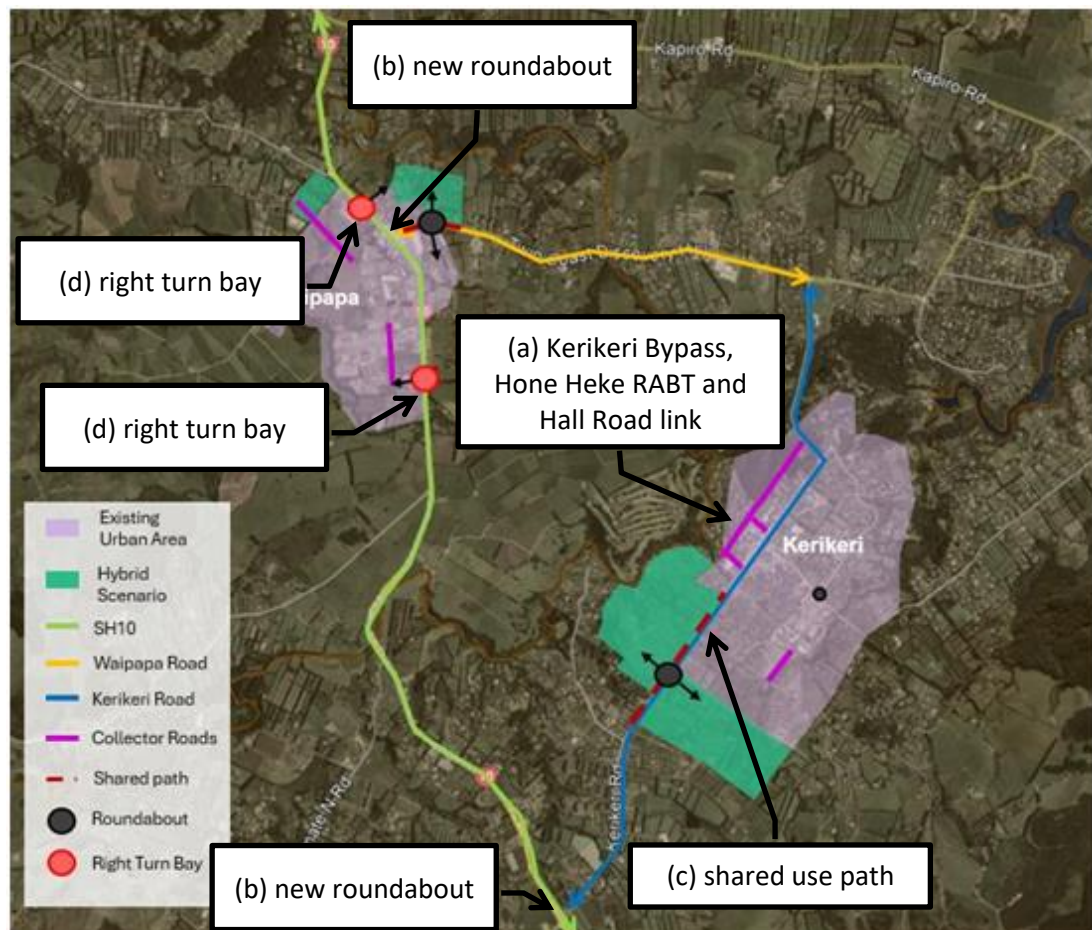 (b) new roundabout
Kapiro Rd
Kapiro Rd
(d) right turn bay
ipapa
(a) Kerikeri Bypass,
Hone Heke RABT and
Hall Road link
(d) right turn bay
Kerikeri
Existing
Urban Area
Hybrid
Scenario
SH10
Waipapa Road
Kerikeri Road
Collector Roads
Shared path
Roundabout
Right Turn Bay
N Rd
Kerikeri Rd
(b) new roundabout
(c) shared use path